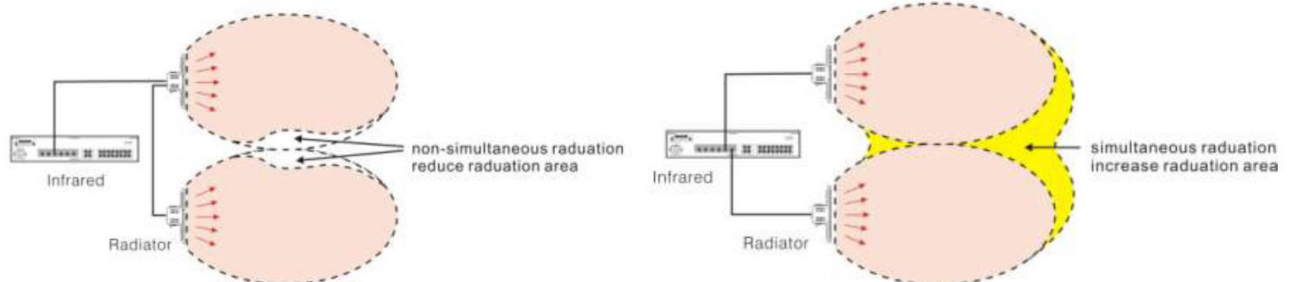 non-simultaneous raduation
reduce raduation area
Infrared
Radiator
simultaneous raduation
increase raduation area
Infrared
Radiator